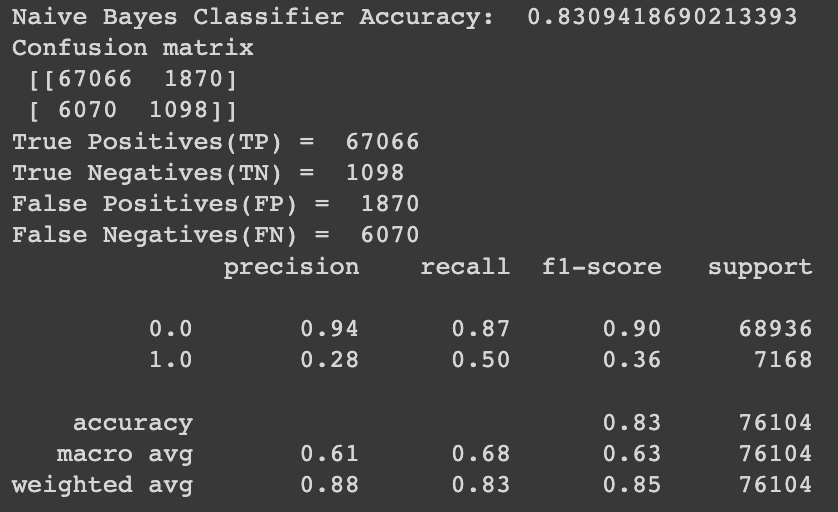 Naive Bayes Classifier Accuracy:  0.8309418690213393
Confusion matrix
[[67066  1870]
[ 6070  1098]]
True Positives(TP) =  67066
True Negatives(TN) =  1098
False Positives(FP) =  1870
False Negatives(FN) =  6070
precision recall f1-score support
0.0 0.94 0.87 0.90 68936
1.0 0.28 0.50 0.36 7168
accuracy 0.83 76104
macro avg 0.61 0.68 0.63 76104
weighted avg 0.88 0.83 0.85 76104